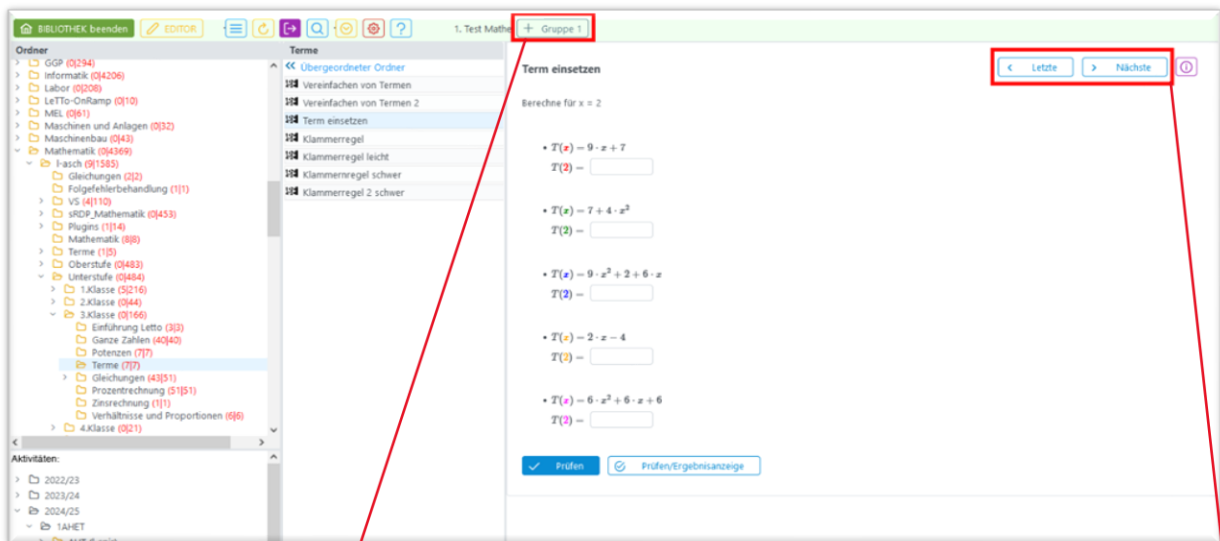 BIBLIOTHEK beenden EDITOR 1. Test Mathe + Gruppe 1
Ordner
GGP (0|294)
Informatik (0|4206)
Labor (0|208)
LeTTo-OnRamp (0|10)
MEL (0|61)
Maschinen und Anlagen (0|32)
Maschinenbau (0|43)
Mathematik (0|4369)
l-asch (9|1585)
Gleichungen (2|2)
Folgefehlerbehandlung (1|1)
VS (4|110)
sRDP_Mathematik (0|453)
Plugins (1|14)
Mathematik (8|8)
Terme (1|5)
Oberstufe (0|483)
Unterstufe (0|484)
1.Klasse (5|216)
2.Klasse (0|44)
3.Klasse (0|166)
Einführung Letto (3|3)
Ganze Zahlen (40|40)
Potenzen (7|7)
Terme (7|7)
Gleichungen (43|51)
Prozentrechnung (51|51)
Zinsrechnung (1|1)
Verhältnisse und Proportionen (6|6)
4.Klasse (0|21)
Aktivitäten:
2022/23
2023/24
2024/25
1AHET
Terme
Übergeordneter Ordner
Vereinfachen von Termen
Vereinfachen von Termen 2
Term einsetzen
Klammerregel
Klammerregel leicht
Klammernregel schwer
Klammerregel 2 schwer
Term einsetzen
Letzte Nächste
Berechne für x = 2
• T(x) = 9 · x + 7
T(2) =
• T(x) = 7 + 4 · x²
T(2) =
• T(x) = 9 · x² + 2 + 6 · x
T(2) =
• T(x) = 2 · x − 4
T(2) =
• T(x) = 6 · x² + 6 · x + 6
T(2) =
Prüfen Prüfen/Ergebnisanzeige